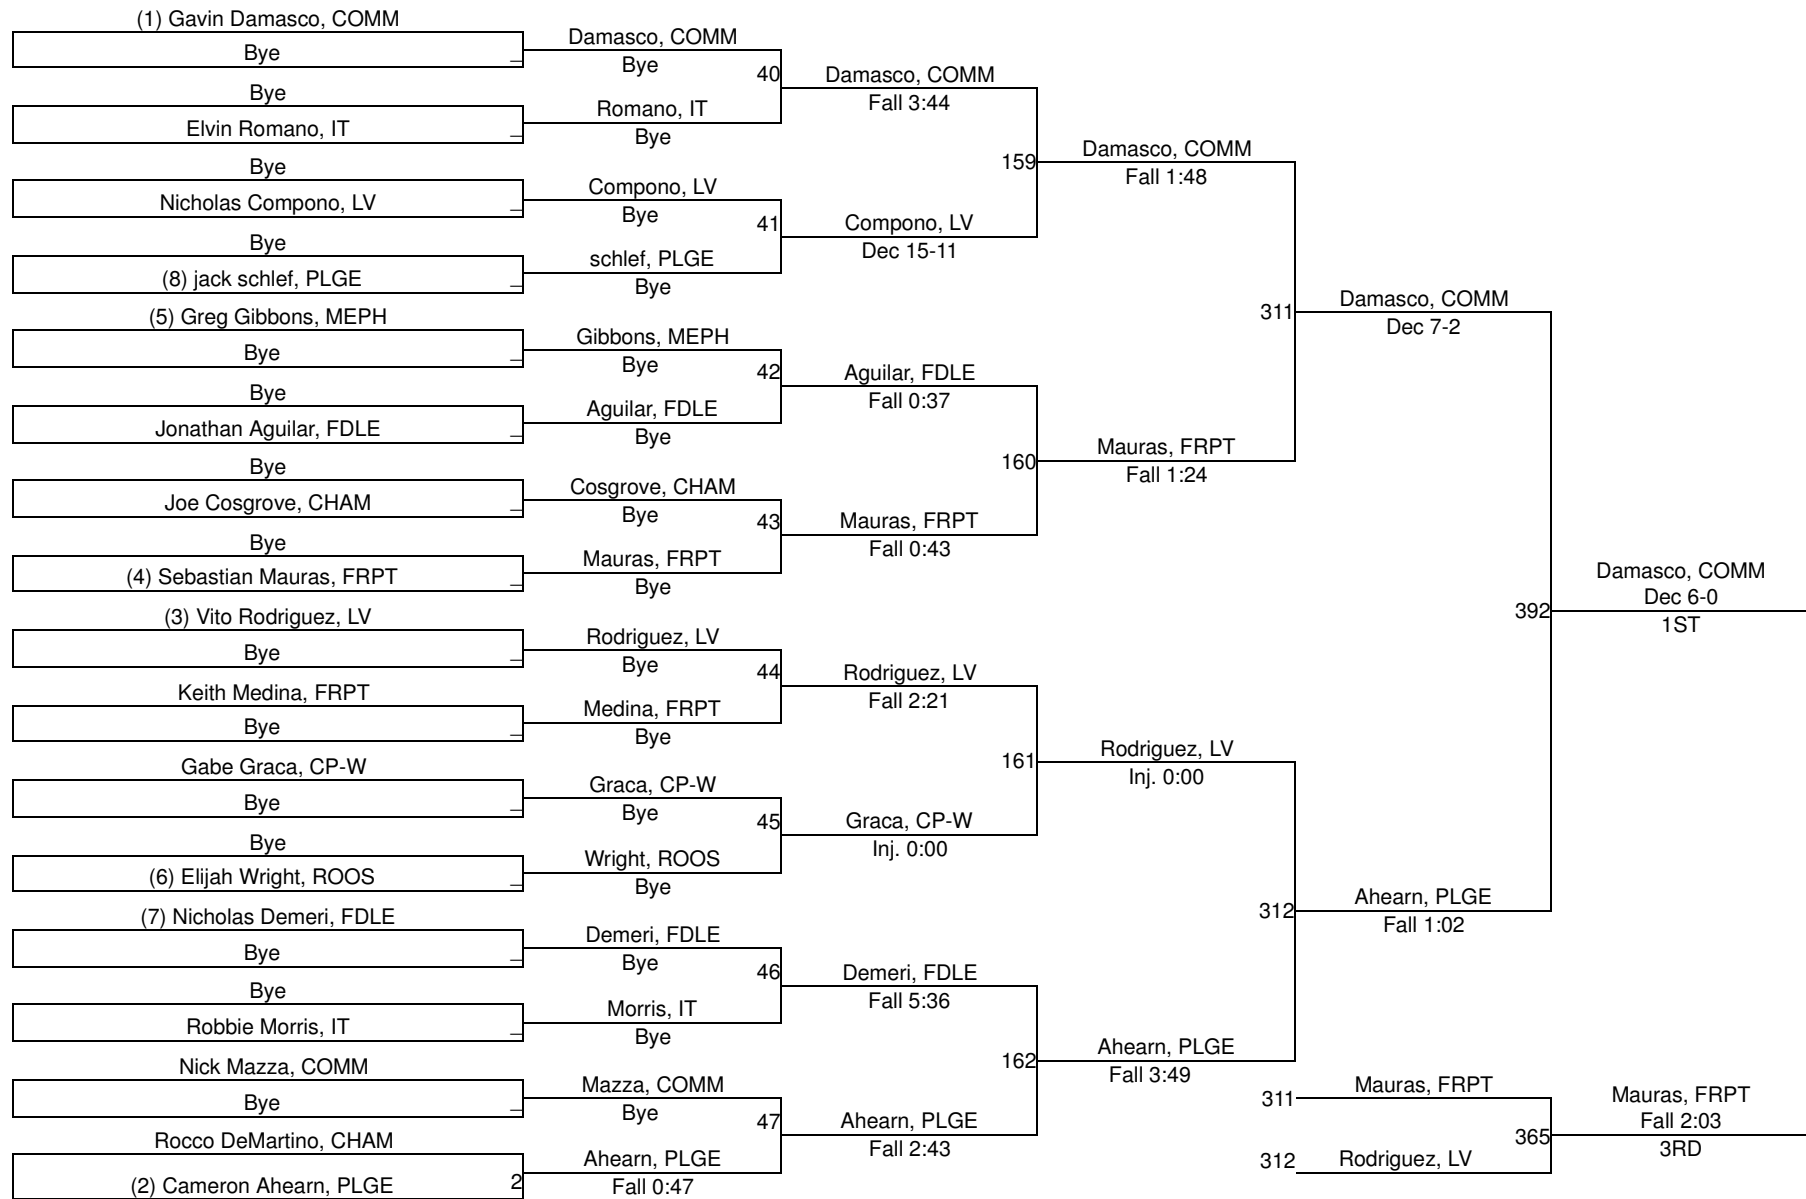 (1) Gavin Damasco, COMM
Bye
Bye
Elvin Romano, IT
Bye
Nicholas Compono, LV
Bye
(8) jack schlef, PLGE
(5) Greg Gibbons, MEPH
Bye
Bye
Jonathan Aguilar, FDLE
Bye
Joe Cosgrove, CHAM
Bye
(4) Sebastian Mauras, FRPT
(3) Vito Rodriguez, LV
Bye
Keith Medina, FRPT
Bye
Gabe Graca, CP-W
Bye
Bye
(6) Elijah Wright, ROOS
(7) Nicholas Demeri, FDLE
Bye
Bye
Robbie Morris, IT
Nick Mazza, COMM
Bye
Rocco DeMartino, CHAM
(2) Cameron Ahearn, PLGE
2
Damasco, COMM
Bye
40
Romano, IT
Bye
Compono, LV
Bye
41
schlef, PLGE
Bye
Gibbons, MEPH
Bye
42
Aguilar, FDLE
Bye
Cosgrove, CHAM
Bye
43
Mauras, FRPT
Bye
Rodriguez, LV
Bye
44
Medina, FRPT
Bye
Graca, CP-W
Bye
45
Wright, ROOS
Bye
Demeri, FDLE
Bye
46
Morris, IT
Bye
Mazza, COMM
Bye
47
Ahearn, PLGE
Fall 0:47
Damasco, COMM
Fall 3:44
159
Compono, LV
Dec 15-11
Aguilar, FDLE
Fall 0:37
160
Mauras, FRPT
Fall 0:43
Rodriguez, LV
Fall 2:21
161
Graca, CP-W
Inj. 0:00
Demeri, FDLE
Fall 5:36
162
Ahearn, PLGE
Fall 2:43
Damasco, COMM
Fall 1:48
311
Mauras, FRPT
Fall 1:24
Rodriguez, LV
Inj. 0:00
312
Ahearn, PLGE
Fall 3:49
Damasco, COMM
Dec 7-2
392
Ahearn, PLGE
Fall 1:02
Damasco, COMM
Dec 6-0
1ST
311
Mauras, FRPT
365
312
Rodriguez, LV
Mauras, FRPT
Fall 2:03
3RD